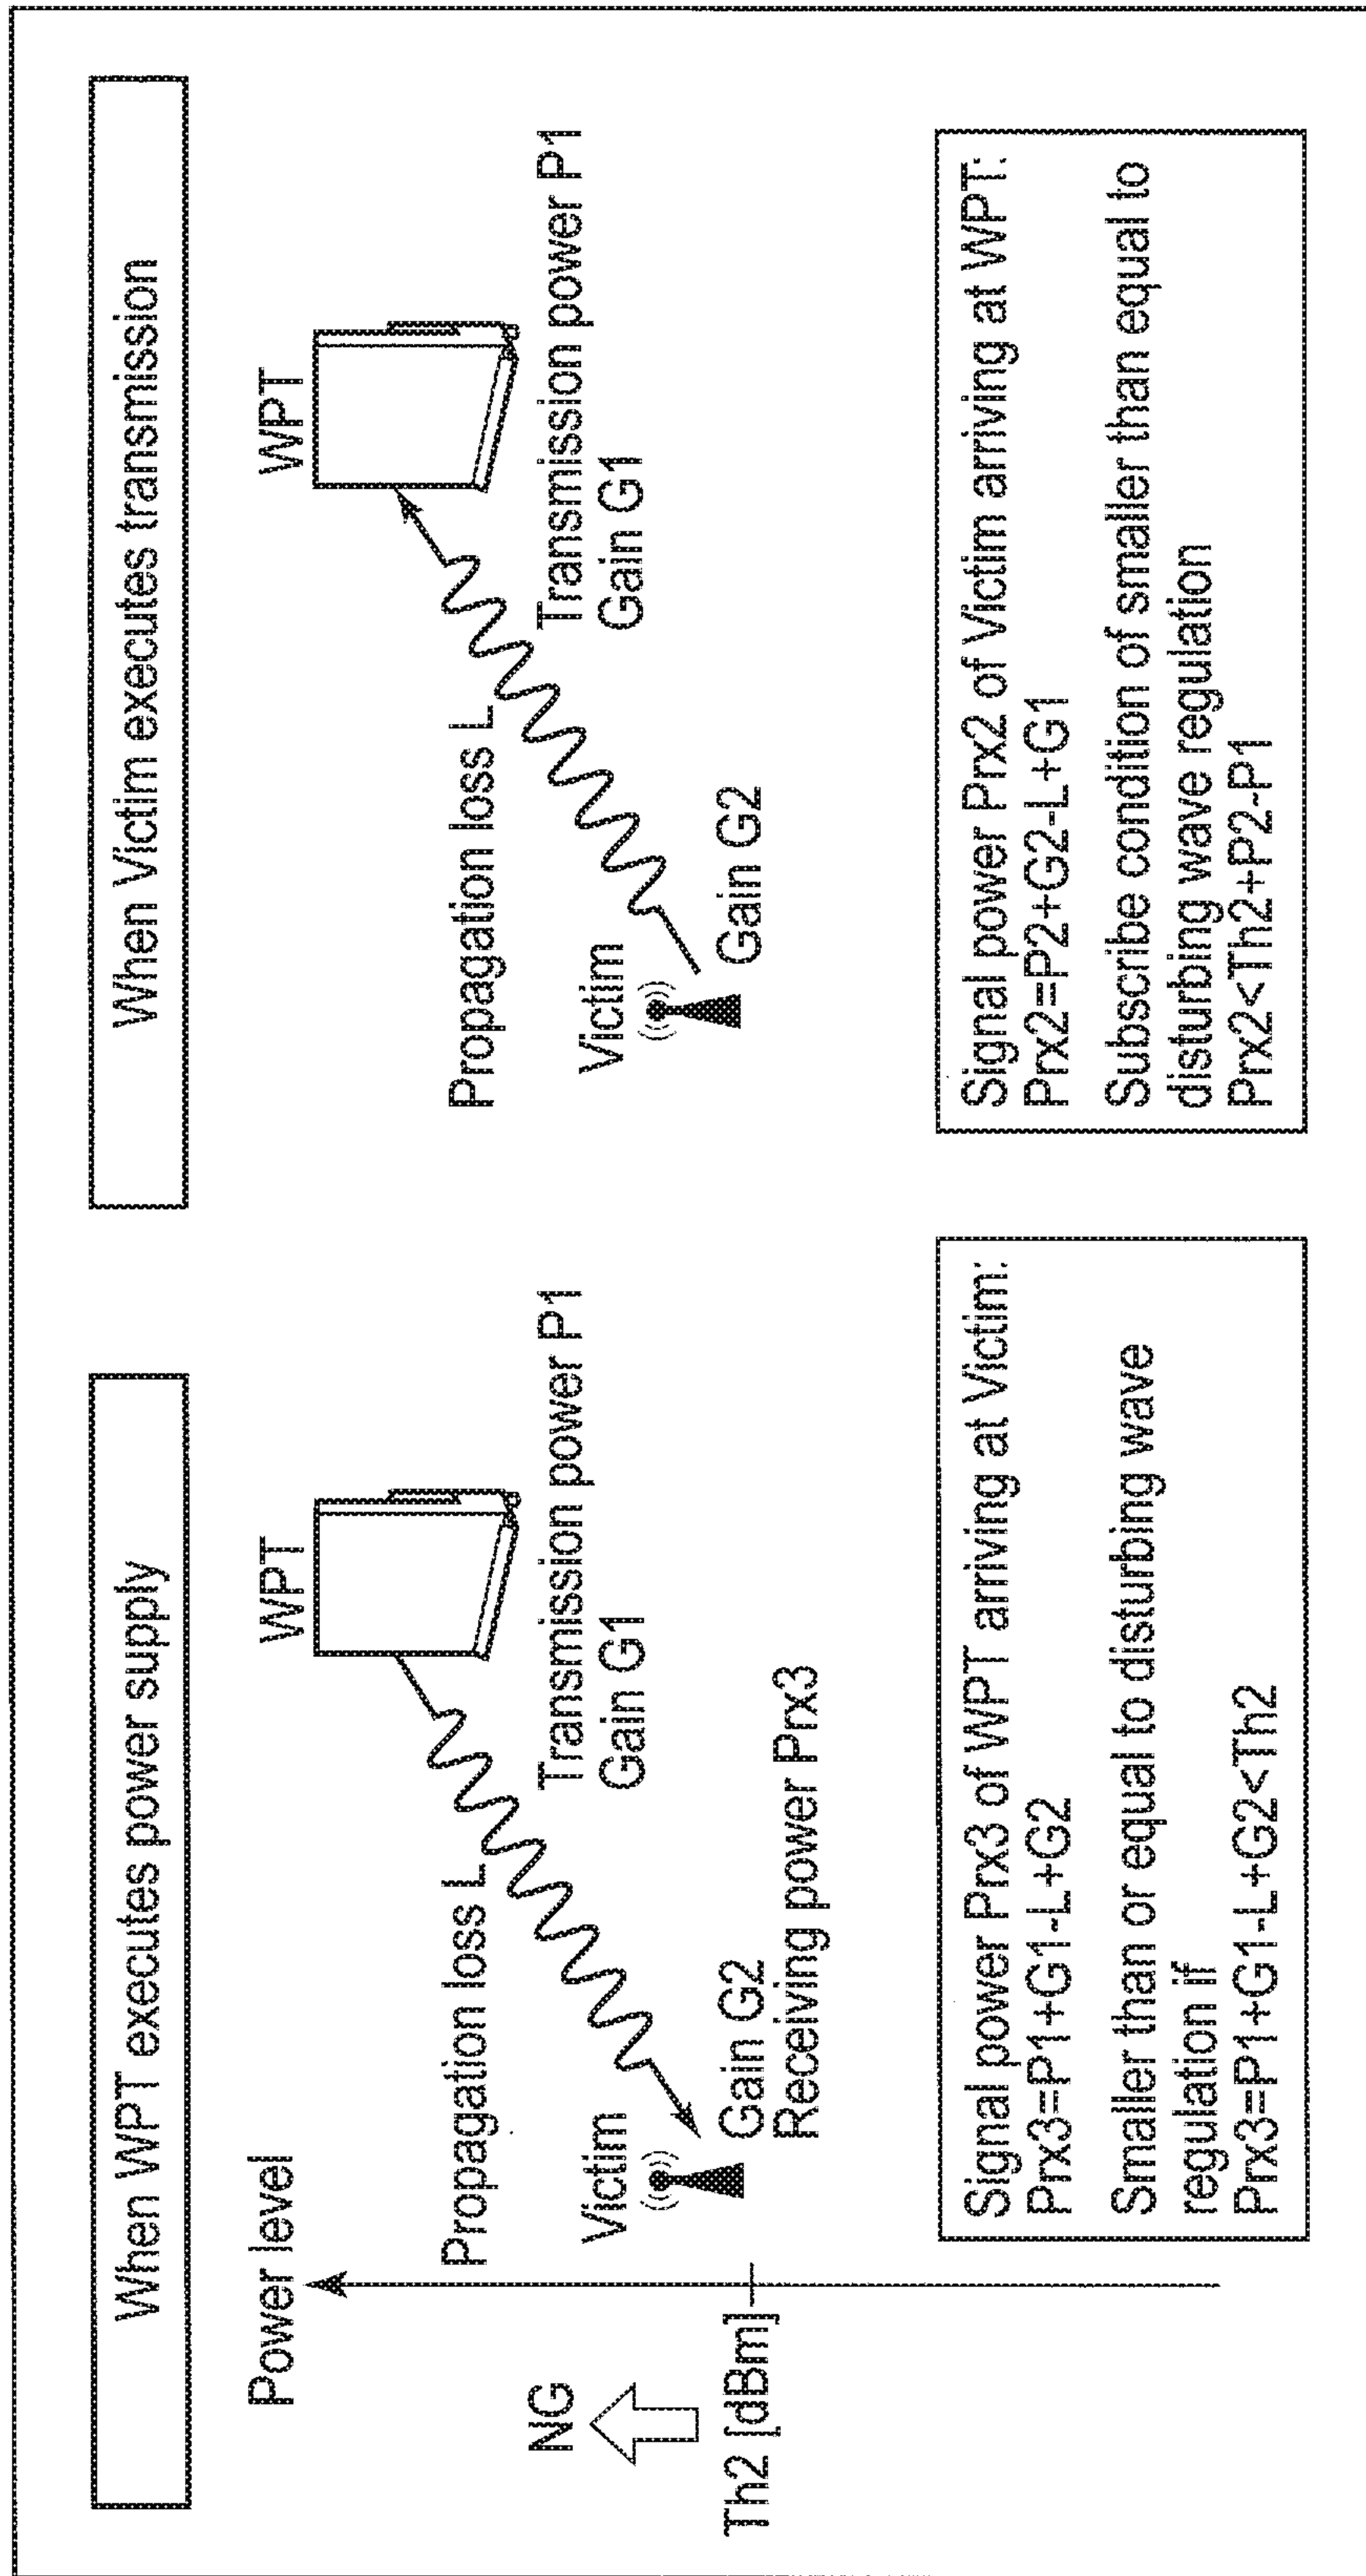 When WPT executes power supply
Power level
NG
Th2 [dBm]
WPT
Propagation loss L
Transmission power P1
Gain G1
Victim
Gain G2
Receiving power Prx3
Signal power Prx3 of WPT arriving at Victim:
Prx3=P1+G1-L+G2
Smaller than or equal to disturbing wave
regulation if
Prx3=P1+G1-L+G2<Th2
When Victim executes transmission
WPT
Propagation loss L
Transmission power P1
Gain G1
Victim
Gain G2
Signal power Prx2 of Victim arriving at WPT:
Prx2=P2+G2-L+G1
Subscribe condition of smaller than equal to
disturbing wave regulation
Prx2<Th2+P2-P1